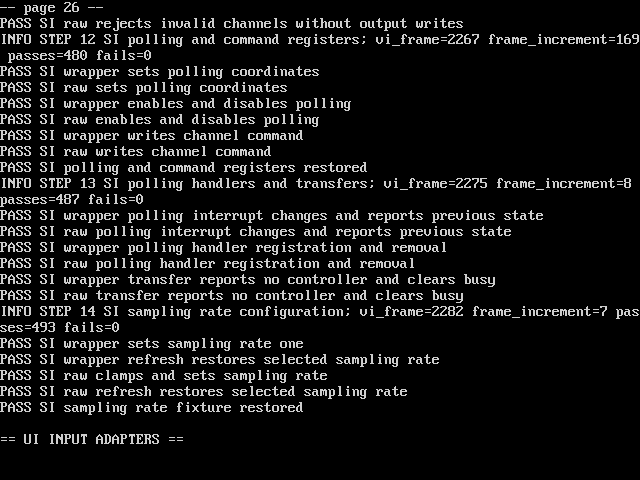 -- page 26 --
PASS SI raw rejects invalid channels without output writes
INFO STEP 12 SI polling and command registers; vi_frame=2267 frame_increment=169
 passes=480 fails=0
PASS SI wrapper sets polling coordinates
PASS SI raw sets polling coordinates
PASS SI wrapper enables and disables polling
PASS SI raw enables and disables polling
PASS SI wrapper writes channel command
PASS SI raw writes channel command
PASS SI polling and command registers restored
INFO STEP 13 SI polling handlers and transfers; vi_frame=2275 frame_increment=8
passes=487 fails=0
PASS SI wrapper polling interrupt changes and reports previous state
PASS SI raw polling interrupt changes and reports previous state
PASS SI wrapper polling handler registration and removal
PASS SI raw polling handler registration and removal
PASS SI wrapper transfer reports no controller and clears busy
PASS SI raw transfer reports no controller and clears busy
INFO STEP 14 SI sampling rate configuration; vi_frame=2282 frame_increment=7 pas
ses=493 fails=0
PASS SI wrapper sets sampling rate one
PASS SI wrapper refresh restores selected sampling rate
PASS SI raw clamps and sets sampling rate
PASS SI raw refresh restores selected sampling rate
PASS SI sampling rate fixture restored
== UI INPUT ADAPTERS ==